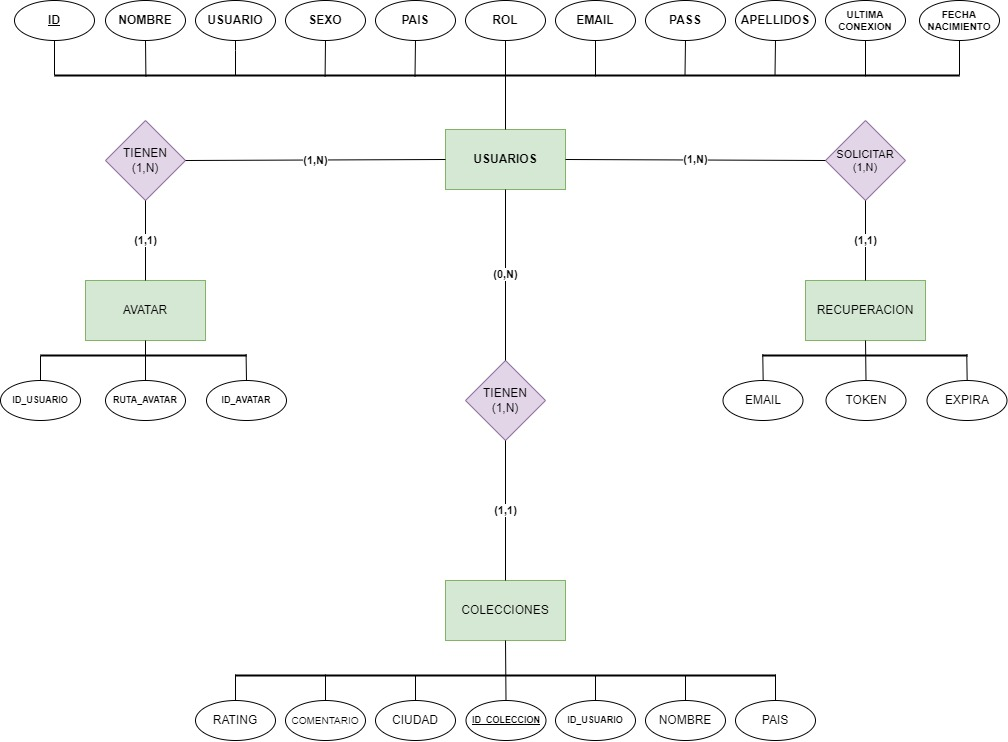 ID
NOMBRE
USUARIO
SEXO
PAIS
ROL
EMAIL
PASS
APELLIDOS
ULTIMA
CONEXION
FECHA
NACIMIENTO
TIENEN
(1,N)
(1,N)
USUARIOS
(1,N)
SOLICITAR
(1,N)
(1,1)
(0,N)
(1,1)
AVATAR
RECUPERACION
ID_USUARIO
RUTA_AVATAR
ID_AVATAR
TIENEN
(1,N)
EMAIL
TOKEN
EXPIRA
(1,1)
COLECCIONES
RATING
COMENTARIO
CIUDAD
ID_COLECCION
ID_USUARIO
NOMBRE
PAIS